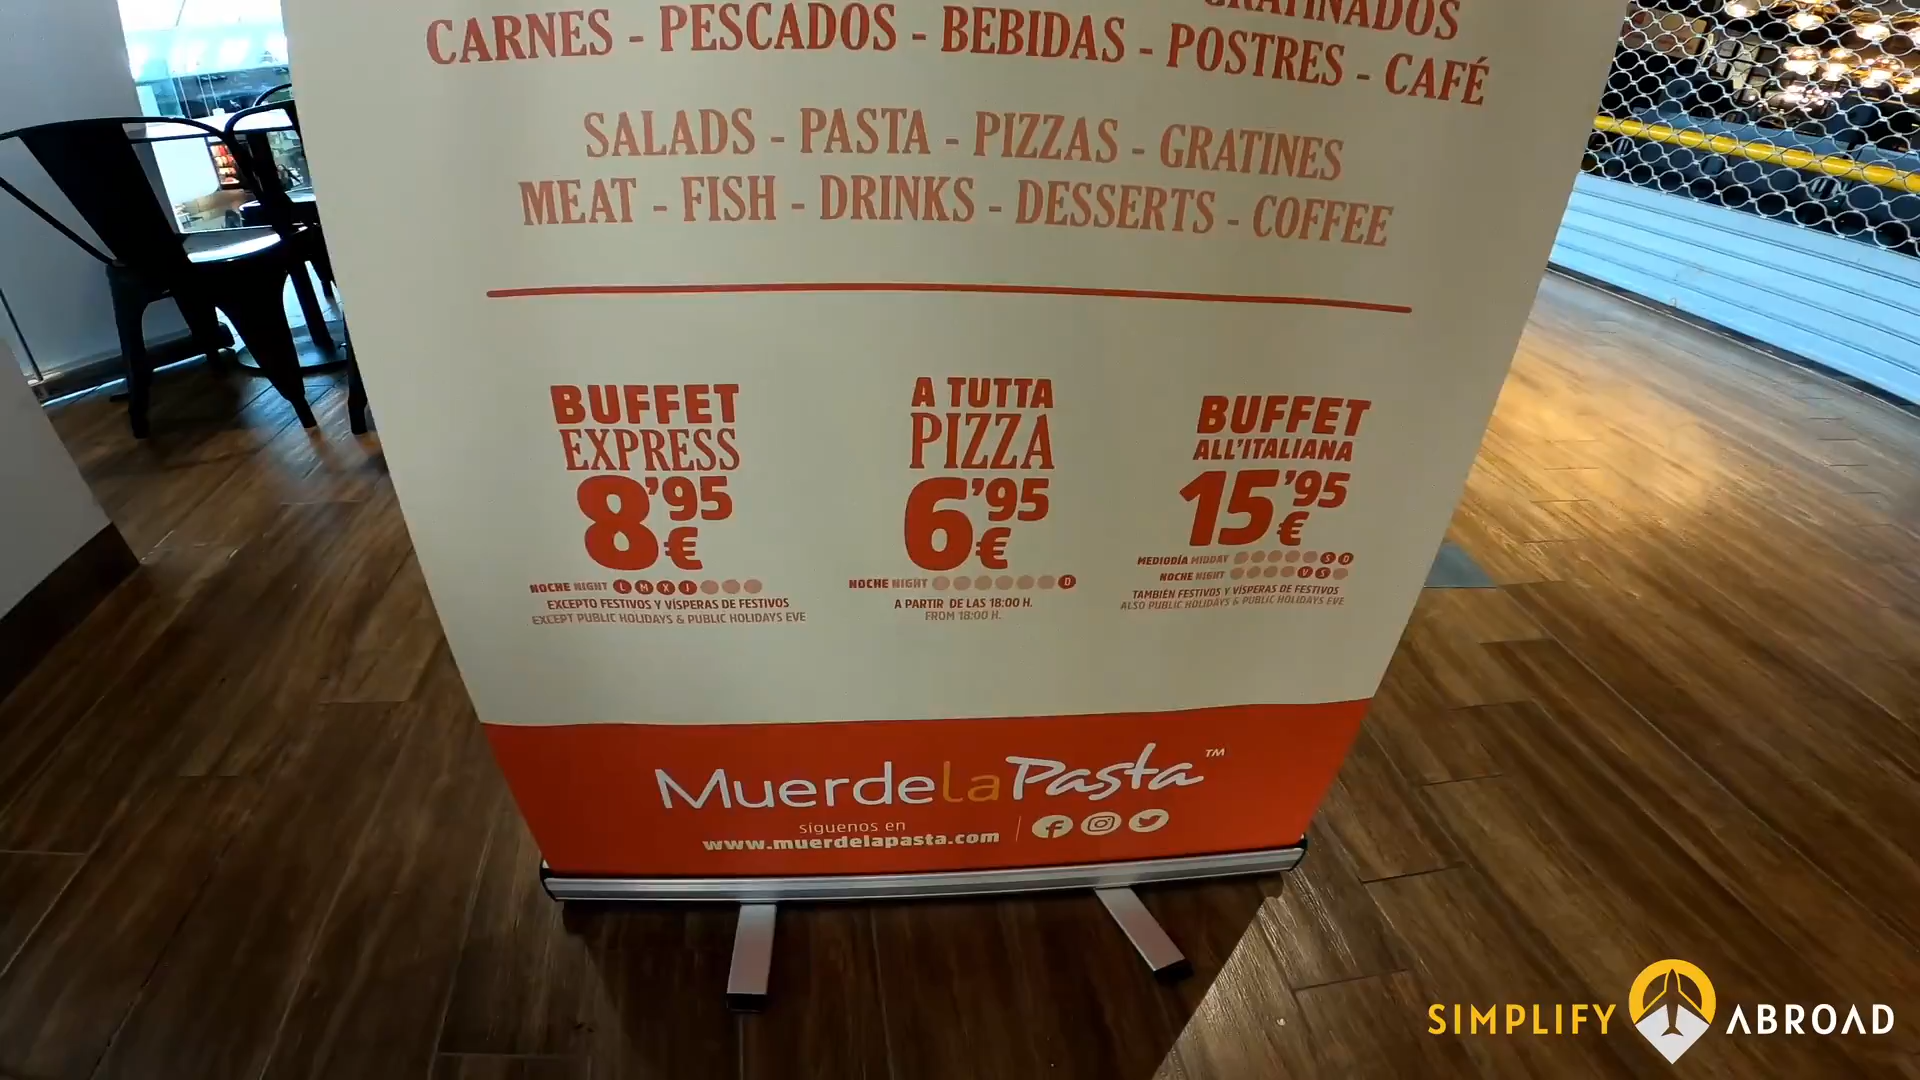 GRATINADOS
CARNES - PESCADOS - BEBIDAS - POSTRES - CAFÉ
SALADS - PASTA - PIZZAS - GRATINES
MEAT - FISH - DRINKS - DESSERTS - COFFEE
BUFFET
EXPRESS
8'95
€
NOCHE NIGHT L M X J
EXCEPTO FESTIVOS Y VÍSPERAS DE FESTIVOS
EXCEPT PUBLIC HOLIDAYS & PUBLIC HOLIDAYS EVE
A TUTTA
PIZZA
6'95
€
NOCHE NIGHT D
A PARTIR DE LAS 18:00 H.
FROM 18:00 H.
BUFFET
ALL'ITALIANA
15'95
€
MEDIODÍA MIDDAY S D
NOCHE NIGHT V S
TAMBIÉN FESTIVOS Y VÍSPERAS DE FESTIVOS
ALSO PUBLIC HOLIDAYS & PUBLIC HOLIDAYS EVE
MuerdelaPasta™
síguenos en
www.muerdelapasta.com
SIMPLIFY ABROAD